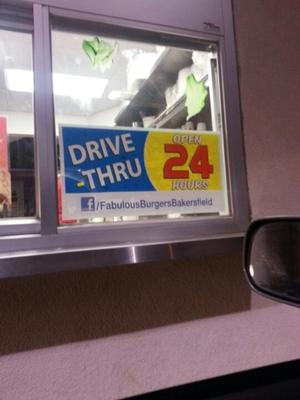 DRIVE
-THRU
OPEN
24
HOURS
f/FabulousBurgersBakersfield